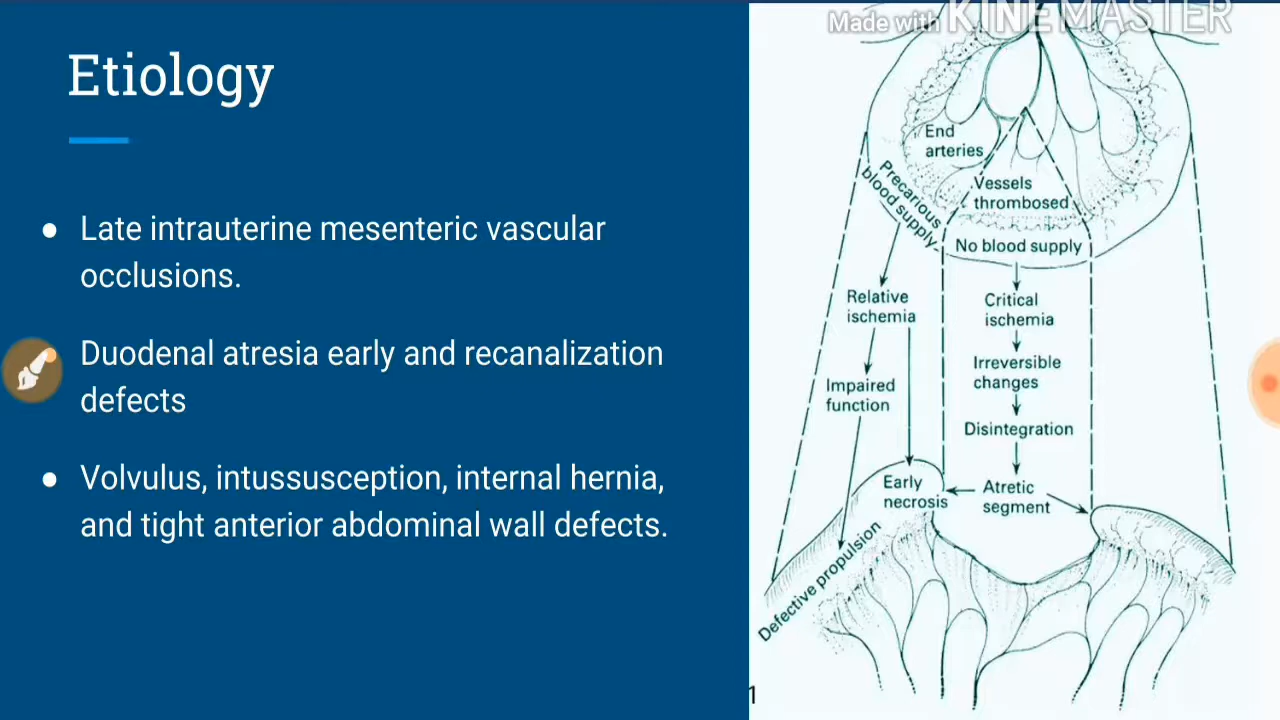 Made with KINEMASTER
Etiology
● Late intrauterine mesenteric vascular
occlusions.
Duodenal atresia early and recanalization
defects
● Volvulus, intussusception, internal hernia,
and tight anterior abdominal wall defects.
End
arteries
Precarious
blood supply
Vessels
thrombosed
No blood supply
Relative
ischemia
Critical
ischemia
Impaired
function
Irreversible
changes
Disintegration
Early
necrosis
Atretic
segment
Defective propulsion
1